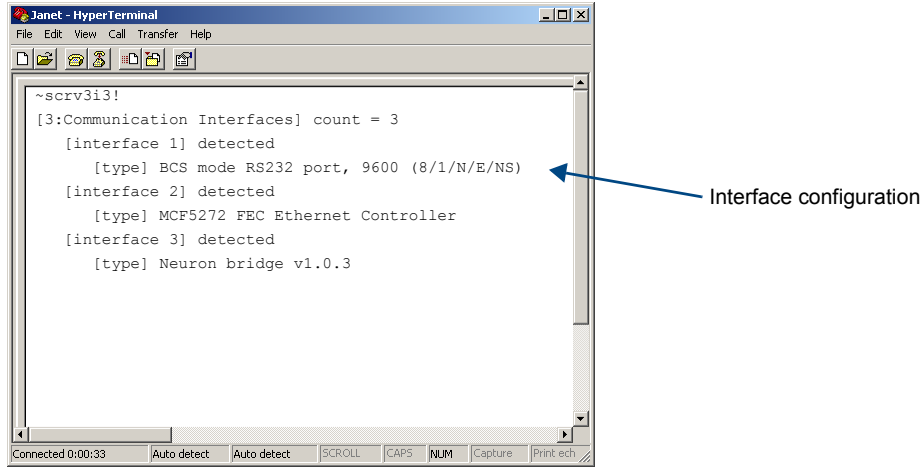 Janet - HyperTerminal
File Edit View Call Transfer Help
~scrv3i3!
[3:Communication Interfaces] count = 3
[interface 1] detected
[type] BCS mode RS232 port, 9600 (8/1/N/E/NS)
[interface 2] detected
[type] MCF5272 FEC Ethernet Controller
[interface 3] detected
[type] Neuron bridge v1.0.3
Interface configuration
Connected 0:00:33 Auto detect Auto detect SCROLL CAPS NUM Capture Print ech